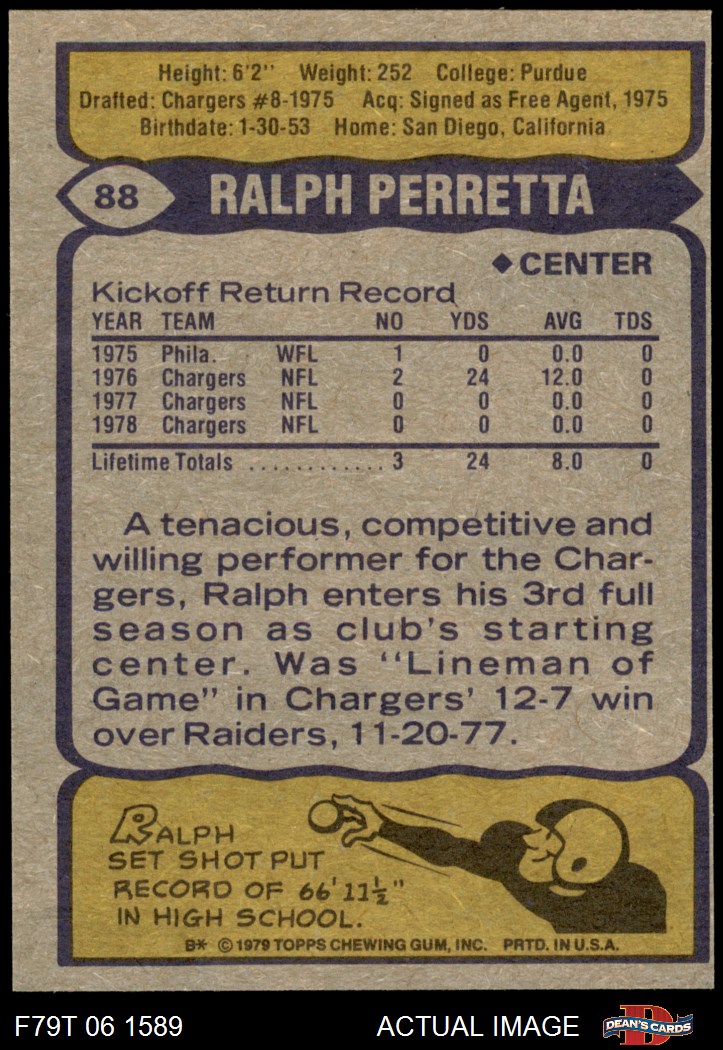 Height: 6'2'' Weight: 252 College: Purdue
Drafted: Chargers #8-1975 Acq: Signed as Free Agent, 1975
Birthdate: 1-30-53 Home: San Diego, California
88 RALPH PERRETTA
◆ CENTER
Kickoff Return Record
YEAR TEAM NO YDS AVG TDS
1975 Phila. WFL 1 0 0.0 0
1976 Chargers NFL 2 24 12.0 0
1977 Chargers NFL 0 0 0.0 0
1978 Chargers NFL 0 0 0.0 0
Lifetime Totals ............ 3 24 8.0 0
A tenacious, competitive and
willing performer for the Char-
gers, Ralph enters his 3rd full
season as club's starting
center. Was "Lineman of
Game" in Chargers' 12-7 win
over Raiders, 11-20-77.
RALPH
SET SHOT PUT
RECORD OF 66' 11½"
IN HIGH SCHOOL.
B* © 1979 TOPPS CHEWING GUM, INC. PRTD. IN U.S.A.
F79T 06 1589 ACTUAL IMAGE D DEAN'S CARDS